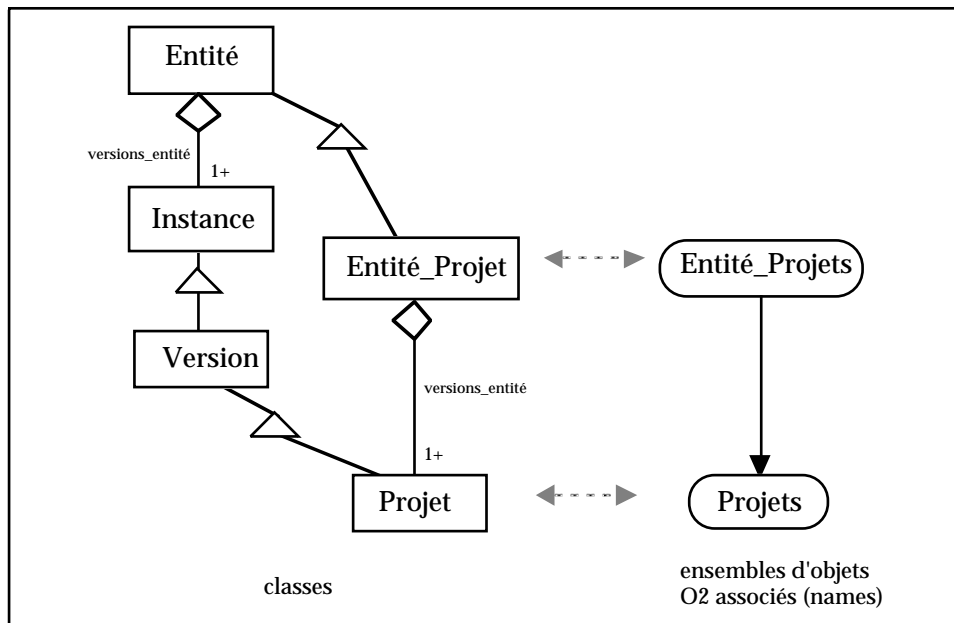 Entité
versions_entité
1+
Instance
Entité_Projet
Entité_Projets
Version
versions_entité
1+
Projet
Projets
classes
ensembles d'objets
O2 associés (names)